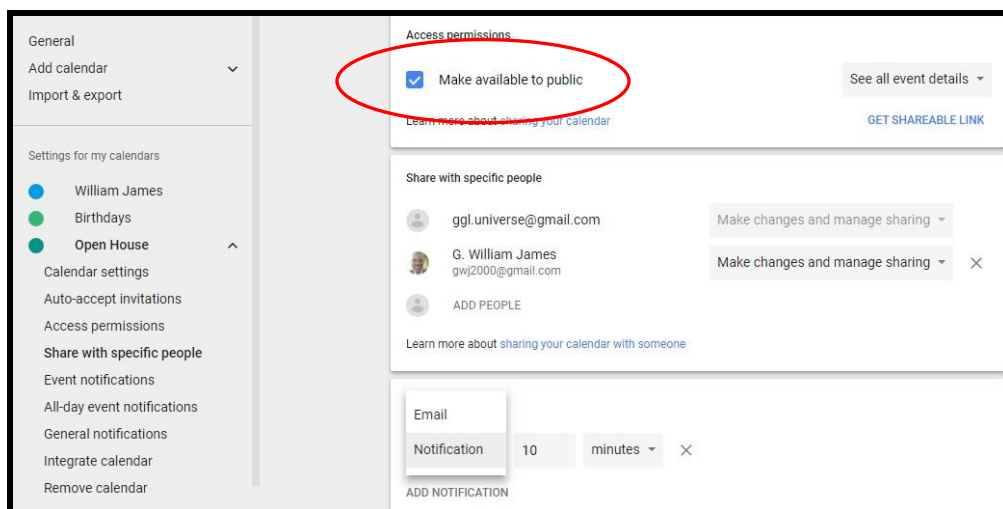 General
Add calendar
Import & export
Settings for my calendars
William James
Birthdays
Open House
Calendar settings
Auto-accept invitations
Access permissions
Share with specific people
Event notifications
All-day event notifications
General notifications
Integrate calendar
Remove calendar
Access permissions
Make available to public
See all event details
Learn more about sharing your calendar
GET SHAREABLE LINK
Share with specific people
ggl.universe@gmail.com
Make changes and manage sharing
G. William James
gwj2000@gmail.com
Make changes and manage sharing
ADD PEOPLE
Learn more about sharing your calendar with someone
Email
Notification 10 minutes
ADD NOTIFICATION